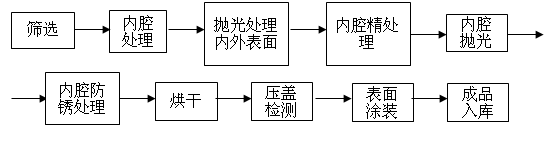 筛选
内腔
处理
抛光处理
内外表面
内腔精处
理
内腔
抛光
内腔防
锈处理
烘干
压盖
检测
表面
涂装
成品
入库